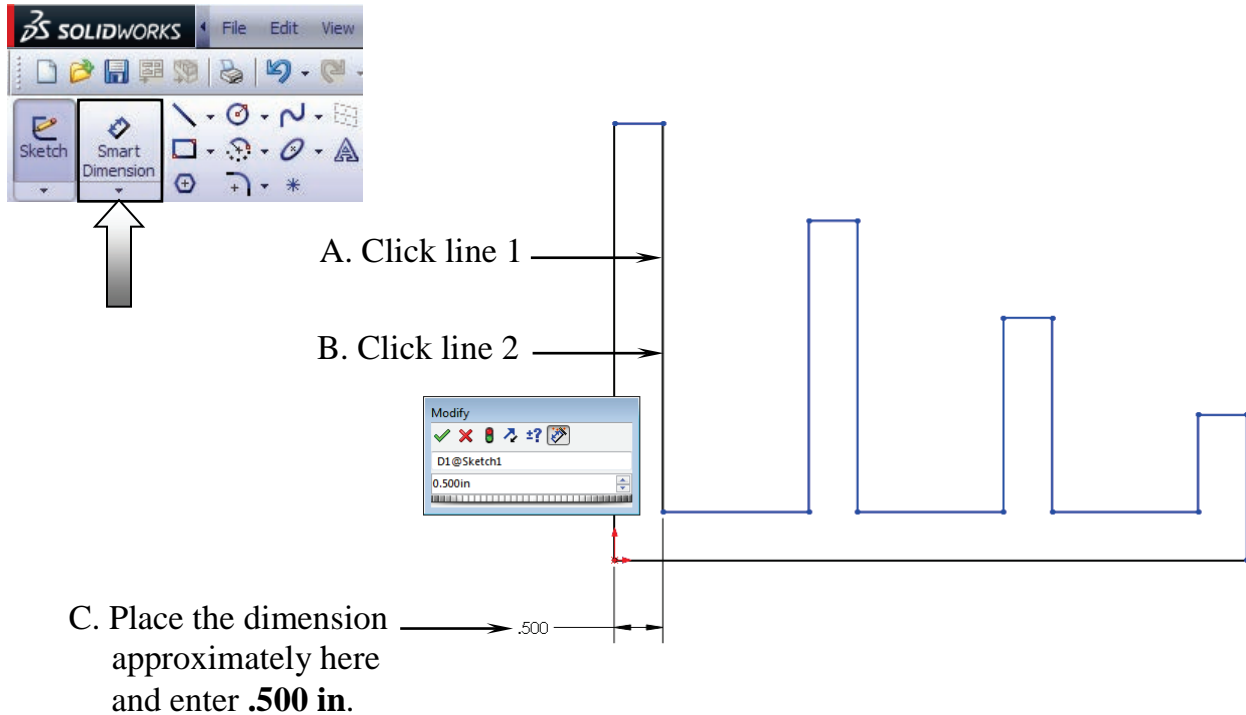 SOLIDWORKS File Edit View
Sketch Smart Dimension
A. Click line 1
B. Click line 2
Modify
±?
D1@Sketch1
0.500in
C. Place the dimension
.500
approximately here
and enter .500 in.